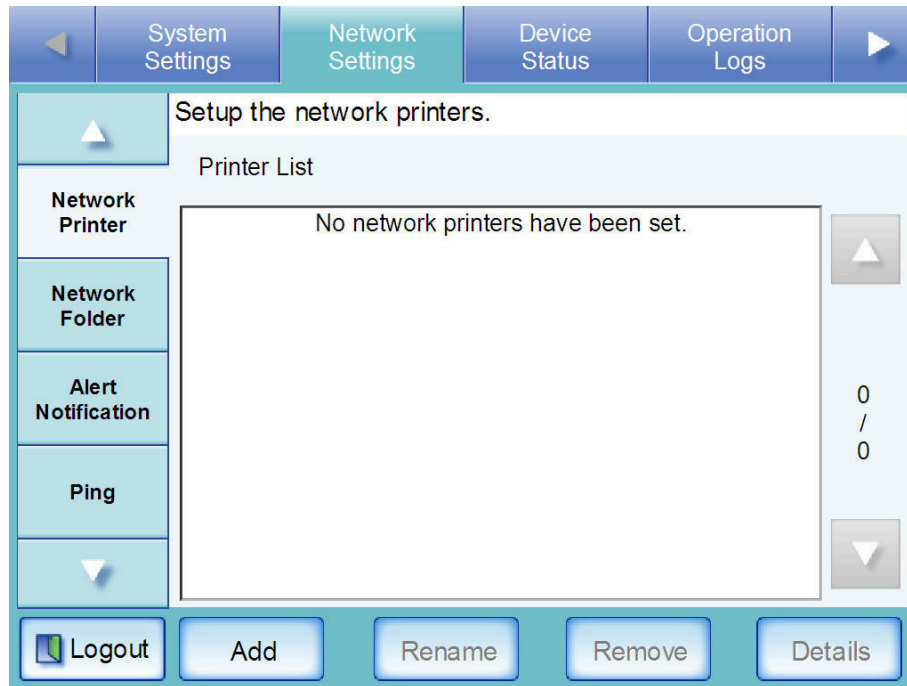 System Settings
Network Settings
Device Status
Operation Logs
Setup the network printers.
Printer List
No network printers have been set.
Network Printer
Network Folder
Alert Notification
Ping
0
/
0
Logout
Add
Rename
Remove
Details